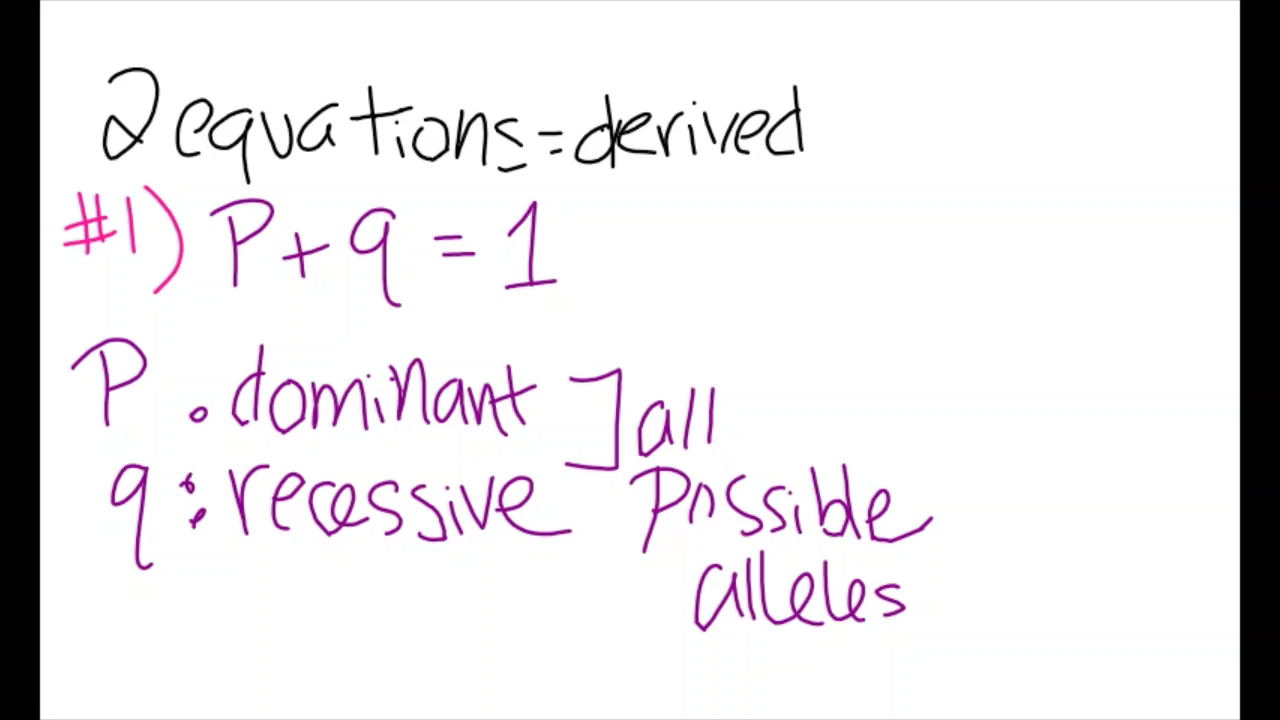 2 equations = derived
#1) P + q = 1
P . dominant ] all
q : recessive possible
alleles